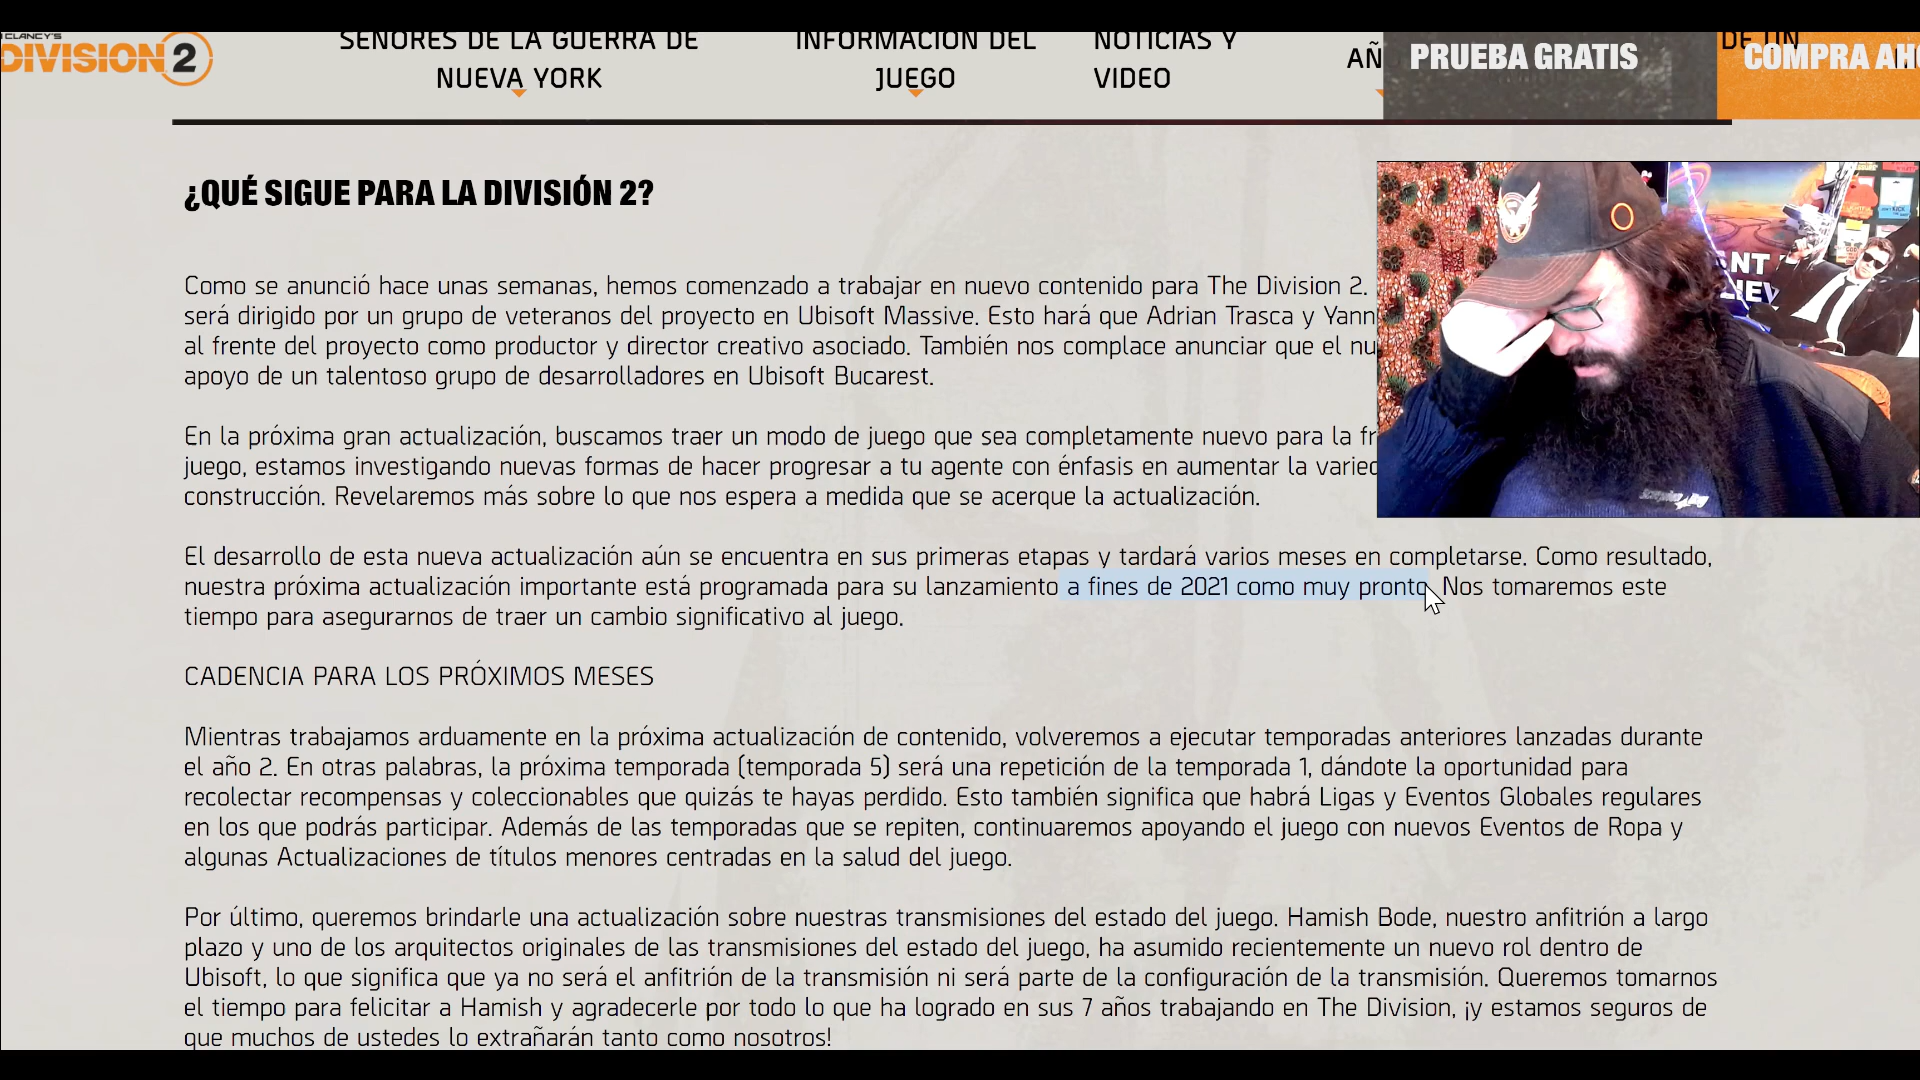 CLANCY'S
DIVISION 2
SEÑORES DE LA GUERRA DE
NUEVA YORK
INFORMACIÓN DEL
JUEGO
NOTICIAS Y
VIDEO
AÑ
PRUEBA GRATIS
DE UN
COMPRA AHO
¿QUÉ SIGUE PARA LA DIVISIÓN 2?
Como se anunció hace unas semanas, hemos comenzado a trabajar en nuevo contenido para The Division 2.
será dirigido por un grupo de veteranos del proyecto en Ubisoft Massive. Esto hará que Adrian Trasca y Yann
al frente del proyecto como productor y director creativo asociado. También nos complace anunciar que el nu
apoyo de un talentoso grupo de desarrolladores en Ubisoft Bucarest.
En la próxima gran actualización, buscamos traer un modo de juego que sea completamente nuevo para la fr
juego, estamos investigando nuevas formas de hacer progresar a tu agente con énfasis en aumentar la varied
construcción. Revelaremos más sobre lo que nos espera a medida que se acerque la actualización.
El desarrollo de esta nueva actualización aún se encuentra en sus primeras etapas y tardará varios meses en completarse. Como resultado,
nuestra próxima actualización importante está programada para su lanzamiento a fines de 2021 como muy pronto. Nos tomaremos este
tiempo para asegurarnos de traer un cambio significativo al juego.
CADENCIA PARA LOS PRÓXIMOS MESES
Mientras trabajamos arduamente en la próxima actualización de contenido, volveremos a ejecutar temporadas anteriores lanzadas durante
el año 2. En otras palabras, la próxima temporada (temporada 5) será una repetición de la temporada 1, dándote la oportunidad para
recolectar recompensas y coleccionables que quizás te hayas perdido. Esto también significa que habrá Ligas y Eventos Globales regulares
en los que podrás participar. Además de las temporadas que se repiten, continuaremos apoyando el juego con nuevos Eventos de Ropa y
algunas Actualizaciones de títulos menores centradas en la salud del juego.
Por último, queremos brindarle una actualización sobre nuestras transmisiones del estado del juego. Hamish Bode, nuestro anfitrión a largo
plazo y uno de los arquitectos originales de las transmisiones del estado del juego, ha asumido recientemente un nuevo rol dentro de
Ubisoft, lo que significa que ya no será el anfitrión de la transmisión ni será parte de la configuración de la transmisión. Queremos tomarnos
el tiempo para felicitar a Hamish y agradecerle por todo lo que ha logrado en sus 7 años trabajando en The Division, ¡y estamos seguros de
que muchos de ustedes lo extrañarán tanto como nosotros!